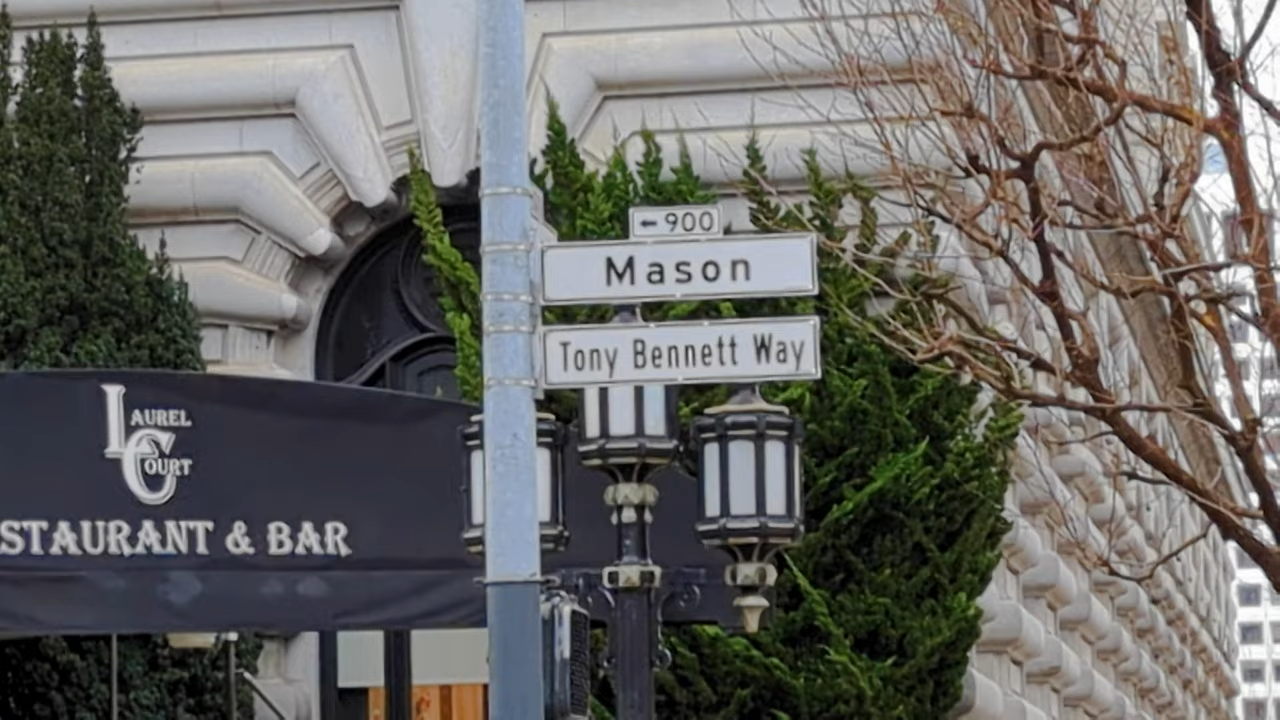 ← 900
Mason
Tony Bennett Way
LAUREL
COURT
STAURANT & BAR